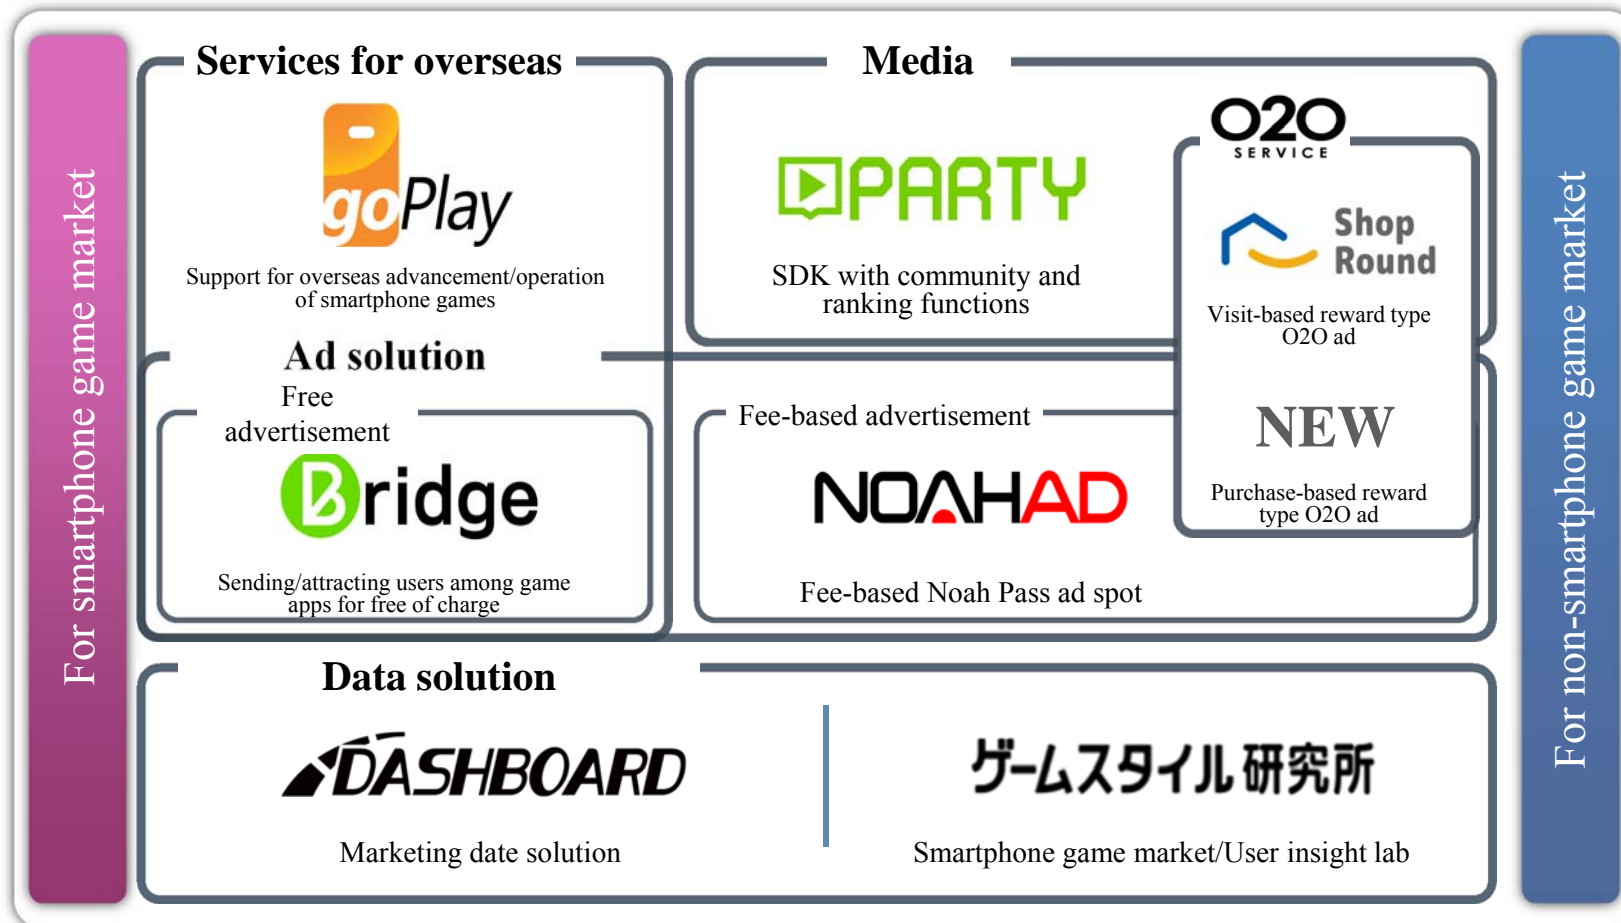 For smartphone game market
Services for overseas
goPlay
Support for overseas advancement/operation
of smartphone games
Media
PARTY
SDK with community and
ranking functions
O2O
SERVICE
Shop
Round
Visit-based reward type
O2O ad
NEW
Purchase-based reward
type O2O ad
Ad solution
Free
advertisement
Bridge
Sending/attracting users among game
apps for free of charge
Fee-based advertisement
NOAHAD
Fee-based Noah Pass ad spot
Data solution
DASHBOARD
Marketing date solution
ゲームスタイル研究所
Smartphone game market/User insight lab
For non-smartphone game market